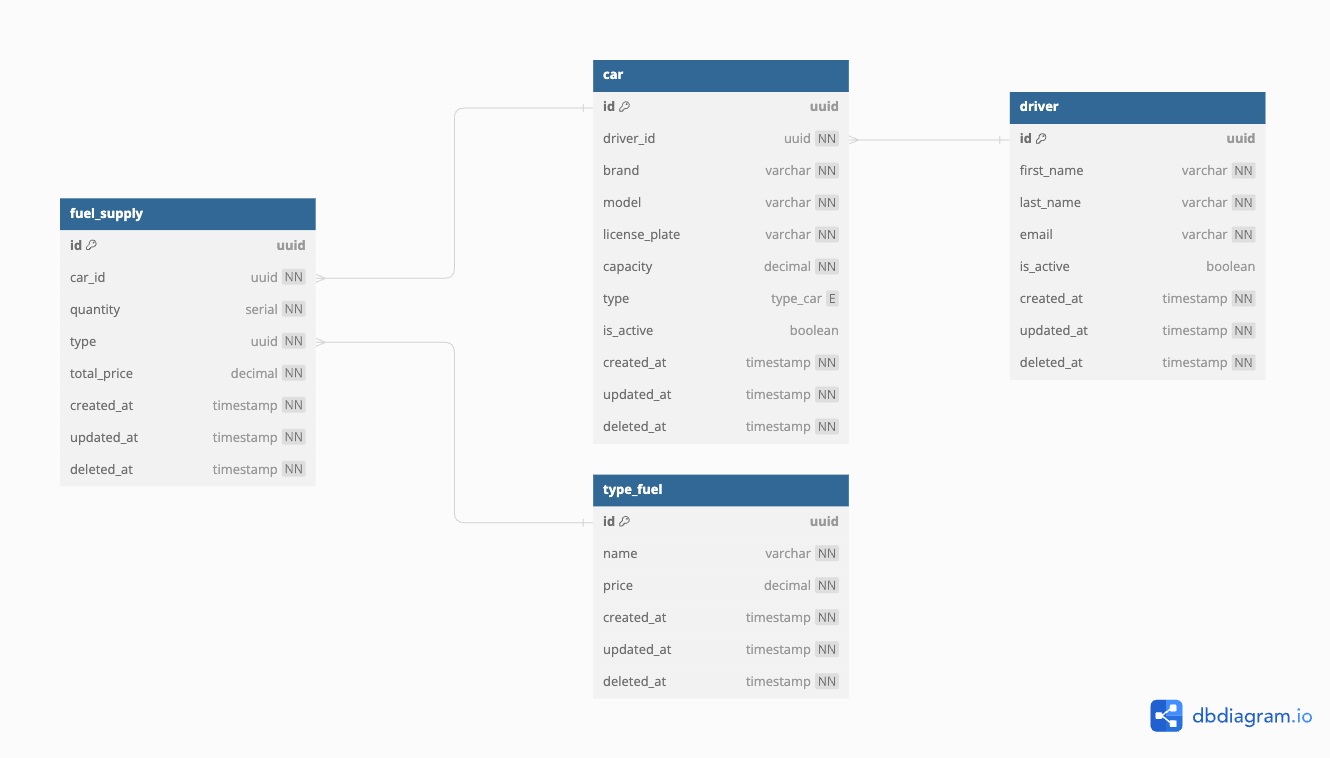 fuel_supply
id uuid
car_id uuid NN
quantity serial NN
type uuid NN
total_price decimal NN
created_at timestamp NN
updated_at timestamp NN
deleted_at timestamp NN
car
id uuid
driver_id uuid NN
brand varchar NN
model varchar NN
license_plate varchar NN
capacity decimal NN
type type_car E
is_active boolean
created_at timestamp NN
updated_at timestamp NN
deleted_at timestamp NN
type_fuel
id uuid
name varchar NN
price decimal NN
created_at timestamp NN
updated_at timestamp NN
deleted_at timestamp NN
driver
id uuid
first_name varchar NN
last_name varchar NN
email varchar NN
is_active boolean
created_at timestamp NN
updated_at timestamp NN
deleted_at timestamp NN
dbdiagram.io